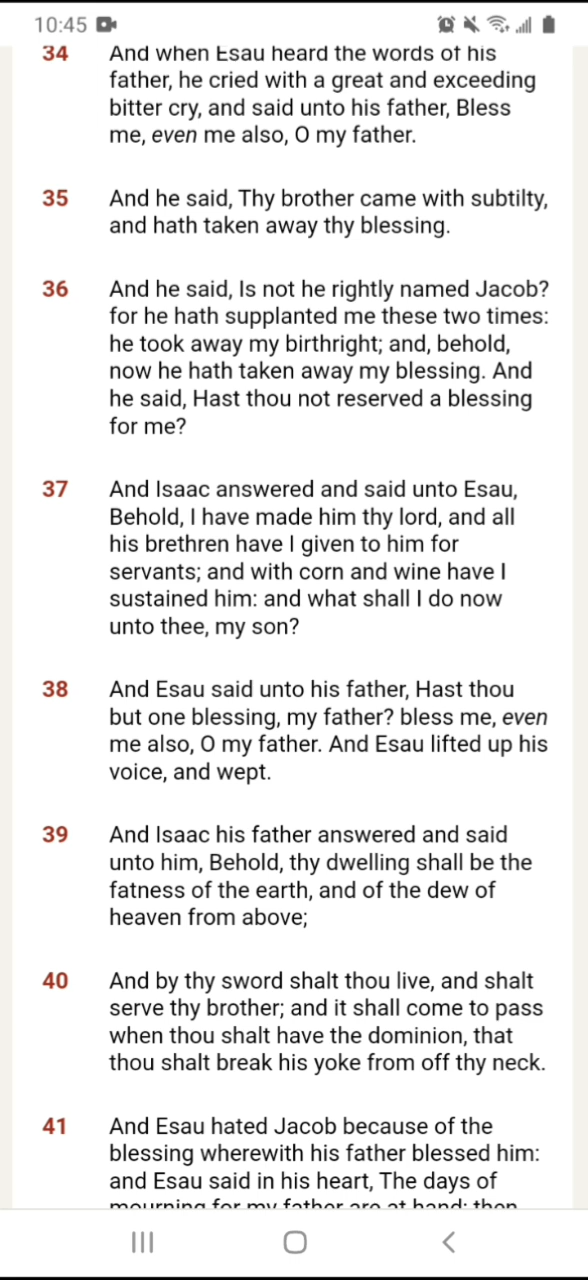 10:45
34 And when Esau heard the words of his
father, he cried with a great and exceeding
bitter cry, and said unto his father, Bless
me, even me also, O my father.
35 And he said, Thy brother came with subtilty,
and hath taken away thy blessing.
36 And he said, Is not he rightly named Jacob?
for he hath supplanted me these two times:
he took away my birthright; and, behold,
now he hath taken away my blessing. And
he said, Hast thou not reserved a blessing
for me?
37 And Isaac answered and said unto Esau,
Behold, I have made him thy lord, and all
his brethren have I given to him for
servants; and with corn and wine have I
sustained him: and what shall I do now
unto thee, my son?
38 And Esau said unto his father, Hast thou
but one blessing, my father? bless me, even
me also, O my father. And Esau lifted up his
voice, and wept.
39 And Isaac his father answered and said
unto him, Behold, thy dwelling shall be the
fatness of the earth, and of the dew of
heaven from above;
40 And by thy sword shalt thou live, and shalt
serve thy brother; and it shall come to pass
when thou shalt have the dominion, that
thou shalt break his yoke from off thy neck.
41 And Esau hated Jacob because of the
blessing wherewith his father blessed him:
and Esau said in his heart, The days of
mourning for my father are at hand; then